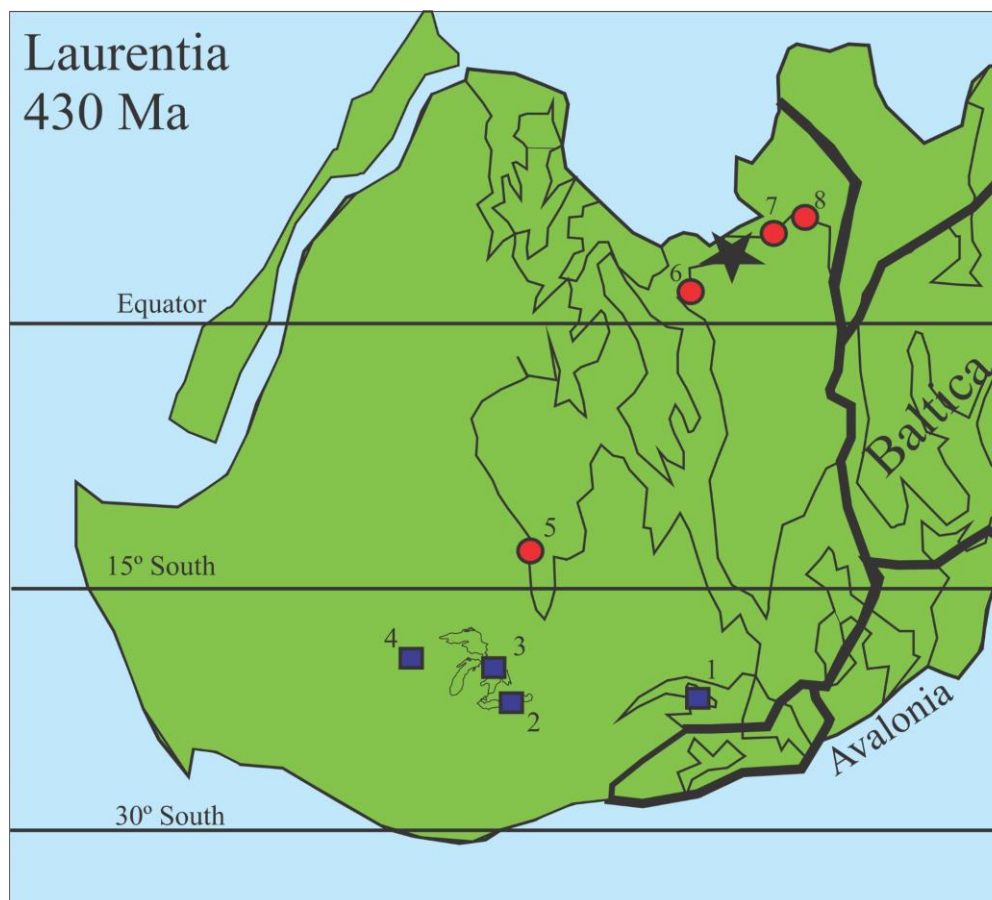 Laurentia
430 Ma
8
7
6
Equator
Baltica
5
15º South
4
3
1
2
Avalonia
30º South